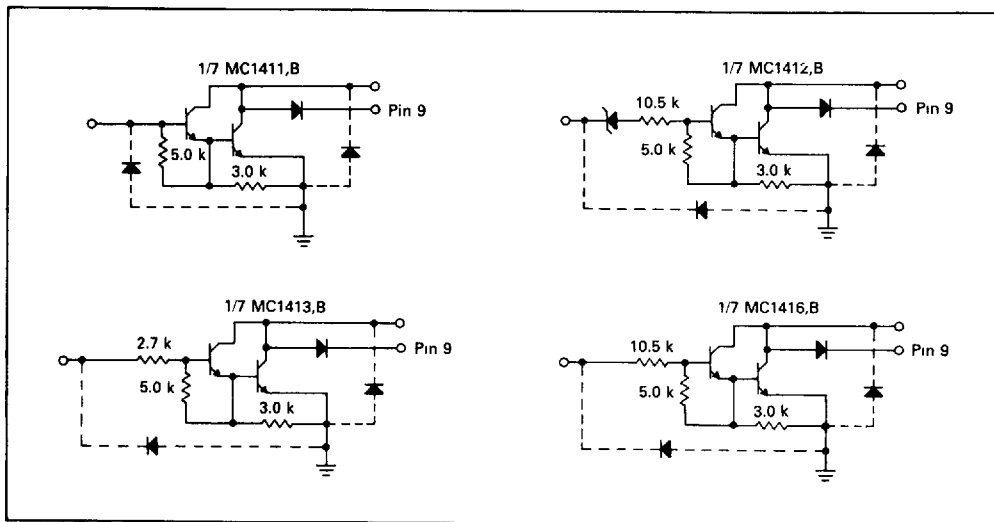 1/7 MC1411,B
Pin 9
5.0 k
3.0 k
1/7 MC1412,B
10.5 k
Pin 9
5.0 k
3.0 k
1/7 MC1413,B
2.7 k
Pin 9
5.0 k
3.0 k
1/7 MC1416,B
10.5 k
Pin 9
5.0 k
3.0 k